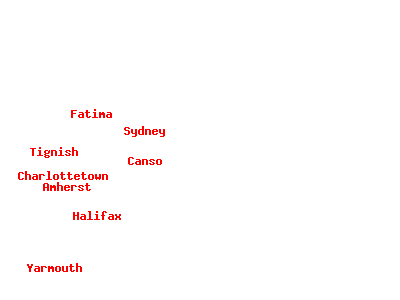 Fatima
Sydney
Tignish
Canso
Charlottetown
Amherst
Halifax
Yarmouth